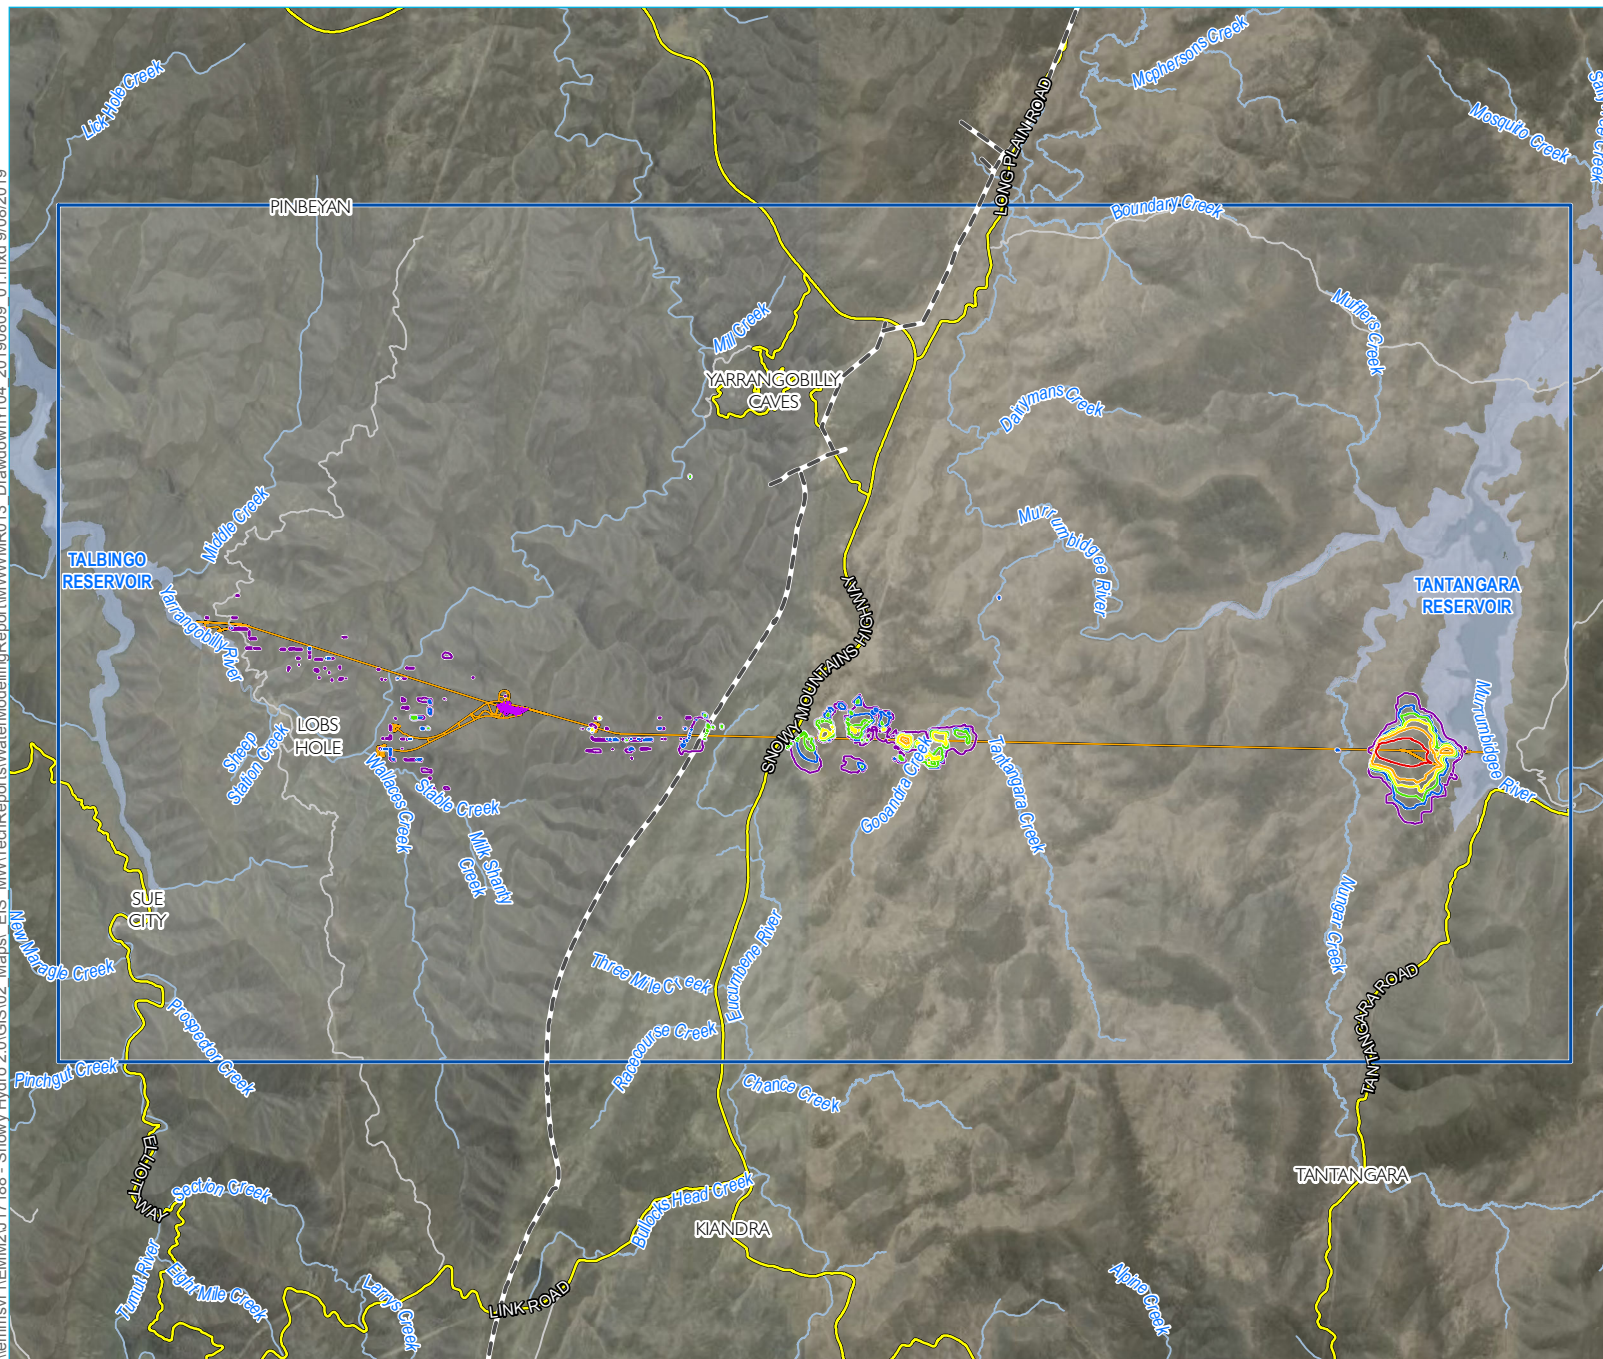 Mcphersons Creek
Lick Hole Creek
LONG PLAIN ROAD
Mosquito Creek
PINBEYAN
Boundary Creek
Mufflers Creek
Mill Creek
YARRANGOBILLY
CAVES
Dairymans Creek
Middle Creek
Murrumbidgee River
TALBINGO
RESERVOIR
TANTANGARA
RESERVOIR
Yarrangobilly River
SNOWY MOUNTAINS HIGHWAY
LOBS
HOLE
Sheep
Station Creek
Wallaces Creek
Stable Creek
Milk Shanty
Creek
Gooandra Creek
Tantangara Creek
Murrumbidgee River
SUE
CITY
New Maragle Creek
Three Mile Creek
Eucumbene River
Nungar Creek
TANTANGARA ROAD
Prospector Creek
Racecourse Creek
Pinchgut Creek
Chance Creek
ELLIOTT
WAY
Section Creek
Bullocks Head Creek
KIANDRA
TANTANGARA
Tumut River
Eight Mile Creek
Larrys Creek
LINK ROAD
Alpine Creek